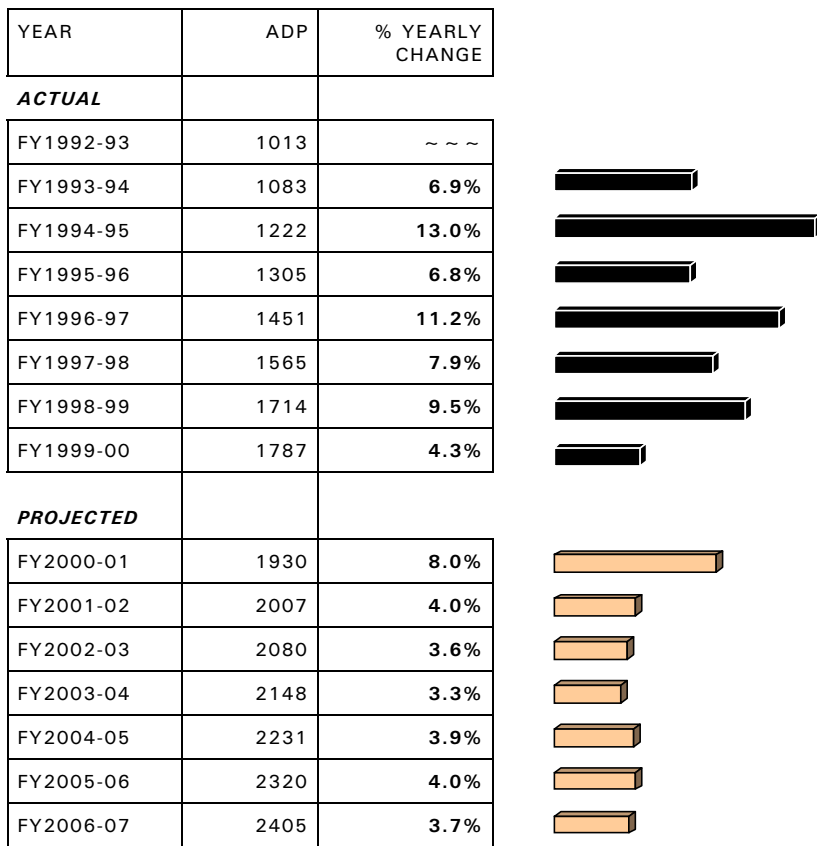 YEAR ADP % YEARLY
CHANGE
ACTUAL
FY1992-93 1013 ~ ~ ~
FY1993-94 1083 6.9%
FY1994-95 1222 13.0%
FY1995-96 1305 6.8%
FY1996-97 1451 11.2%
FY1997-98 1565 7.9%
FY1998-99 1714 9.5%
FY1999-00 1787 4.3%
PROJECTED
FY2000-01 1930 8.0%
FY2001-02 2007 4.0%
FY2002-03 2080 3.6%
FY2003-04 2148 3.3%
FY2004-05 2231 3.9%
FY2005-06 2320 4.0%
FY2006-07 2405 3.7%